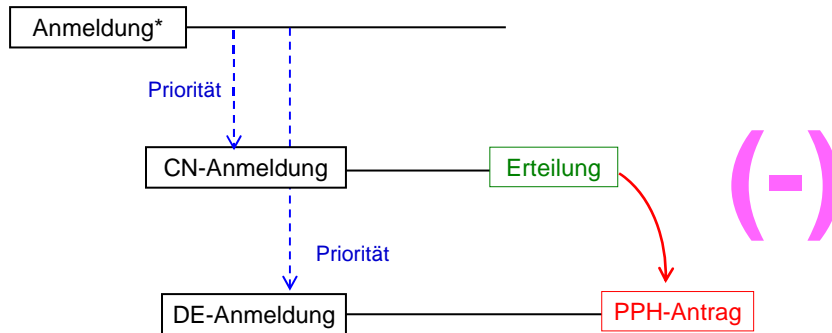 Anmeldung*
Priorität
CN-Anmeldung
Erteilung
(-)
Priorität
DE-Anmeldung
PPH-Antrag